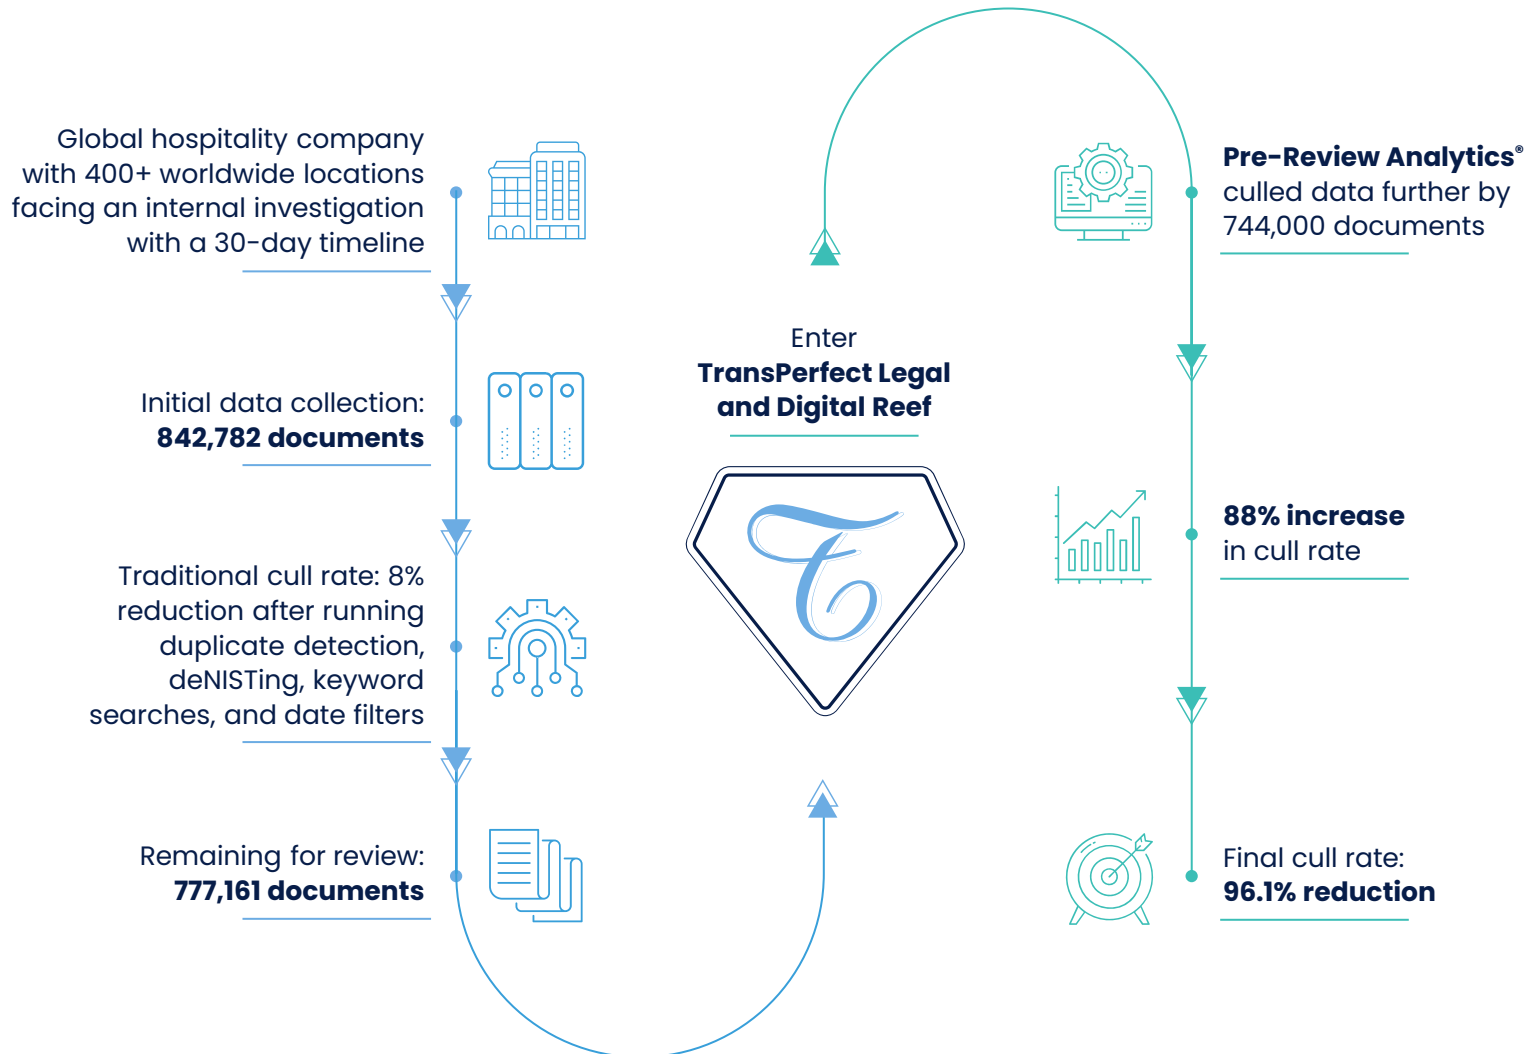 Global hospitality company
with 400+ worldwide locations
facing an internal investigation
with a 30-day timeline
Initial data collection:
842,782 documents
Traditional cull rate: 8%
reduction after running
duplicate detection,
deNISTing, keyword
searches, and date filters
Remaining for review:
777,161 documents
Enter
TransPerfect Legal
and Digital Reef
Pre-Review Analytics®
culled data further by
744,000 documents
88% increase
in cull rate
Final cull rate:
96.1% reduction